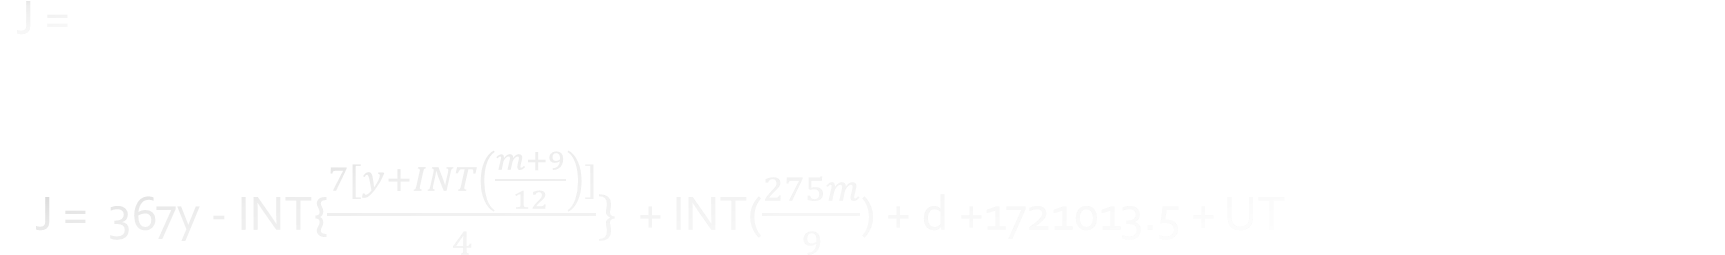 J =
J = 367y - INT{7[y+INT(m+9/12)]/4} + INT(275m/9) + d +1721013.5 + UT